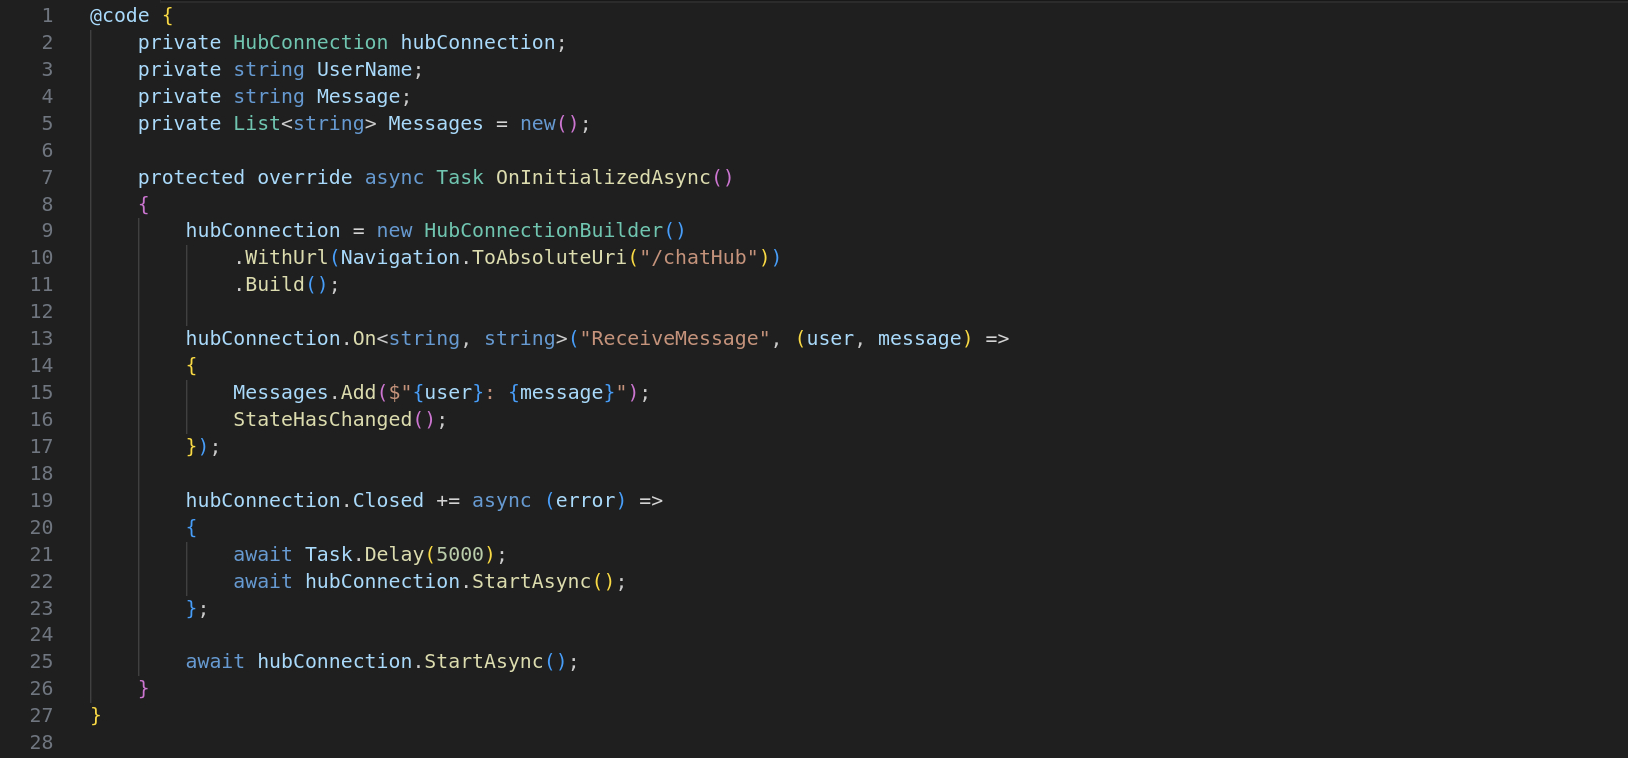 1 @code {
2     private HubConnection hubConnection;
3     private string UserName;
4     private string Message;
5     private List<string> Messages = new();
6
7     protected override async Task OnInitializedAsync()
8     {
9         hubConnection = new HubConnectionBuilder()
10             .WithUrl(Navigation.ToAbsoluteUri("/chatHub"))
11             .Build();
12
13         hubConnection.On<string, string>("ReceiveMessage", (user, message) =>
14         {
15             Messages.Add($"{user}: {message}");
16             StateHasChanged();
17         });
18
19         hubConnection.Closed += async (error) =>
20         {
21             await Task.Delay(5000);
22             await hubConnection.StartAsync();
23         };
24
25         await hubConnection.StartAsync();
26     }
27 }
28